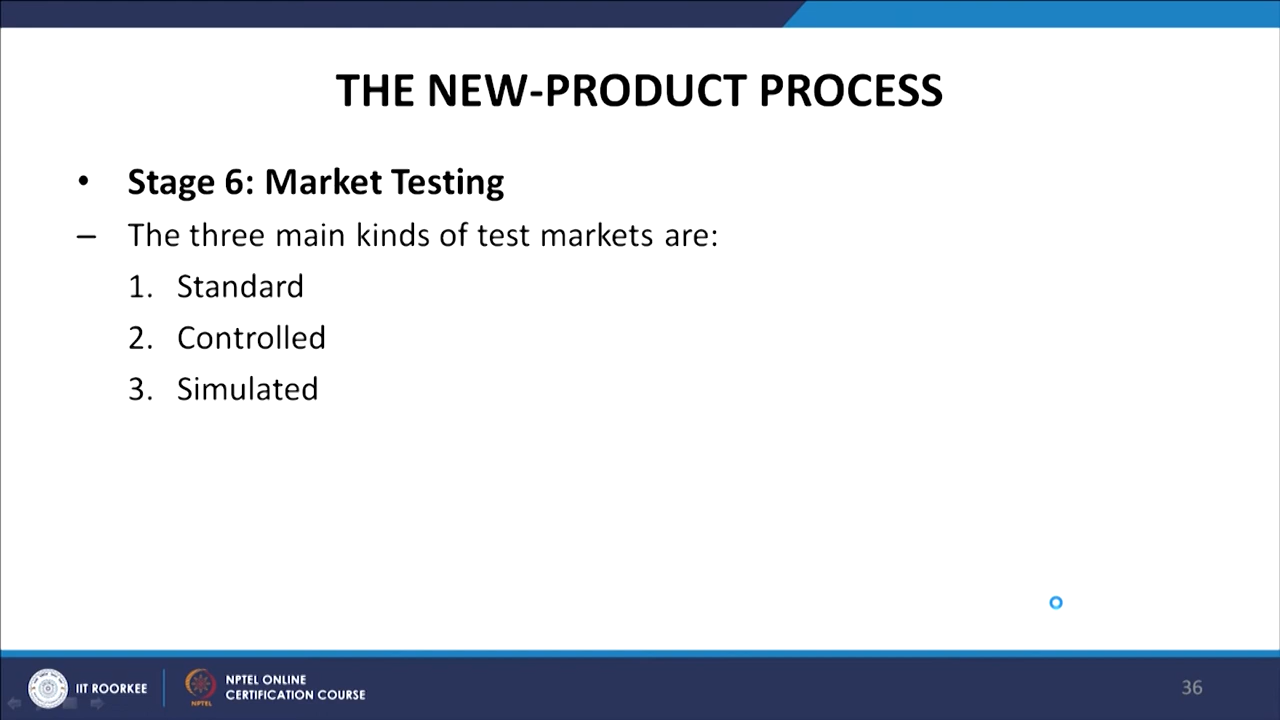 THE NEW-PRODUCT PROCESS
• Stage 6: Market Testing
– The three main kinds of test markets are:
1. Standard
2. Controlled
3. Simulated
IIT ROORKEE
NPTEL ONLINE
CERTIFICATION COURSE
NPTEL
36